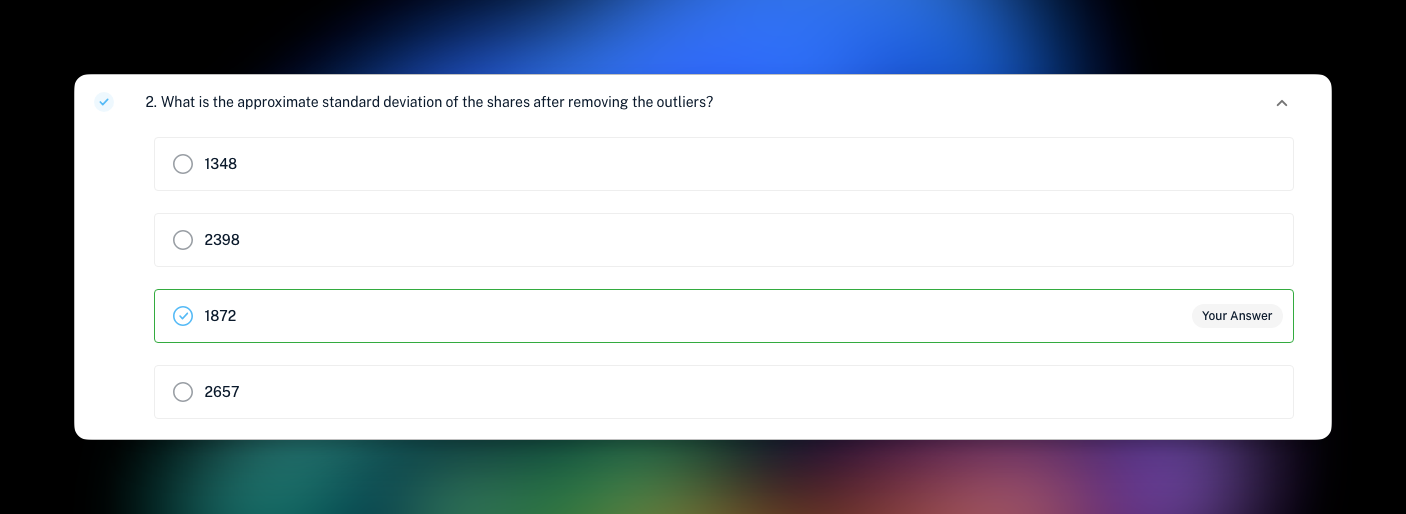 2. What is the approximate standard deviation of the shares after removing the outliers?
1348
2398
1872
Your Answer
2657